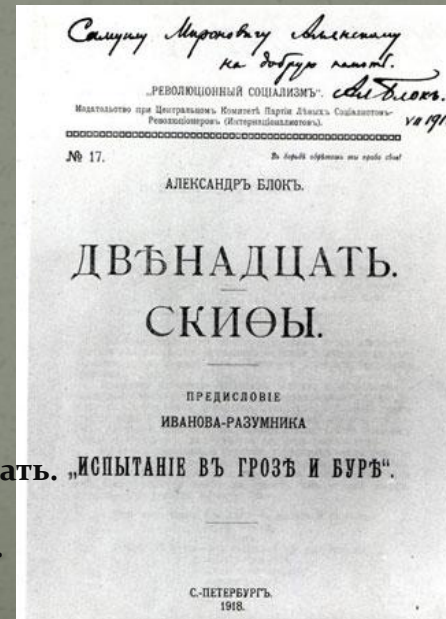 Самуилу Мироновичу Алянскому
на добрую память.
Ал Блокъ.
VII 191
„РЕВОЛЮЦІОННЫЙ СОЦІАЛИЗМЪ“.
Издательство при Центральномъ Комитетѣ Партіи Лѣвыхъ Соціалистовъ-
Революціонеровъ (Интернаціоналистовъ).
№ 17.
Въ борьбѣ обрѣтешь ты право свое!
АЛЕКСАНДРЪ БЛОКЪ.
ДВѢНАДЦАТЬ.
СКИѲЫ.
ПРЕДИСЛОВІЕ
ИВАНОВА-РАЗУМНИКА
ать. „ИСПЫТАНІЕ ВЪ ГРОЗѢ И БУРѢ“.
С.-ПЕТЕРБУРГЪ.
1918.